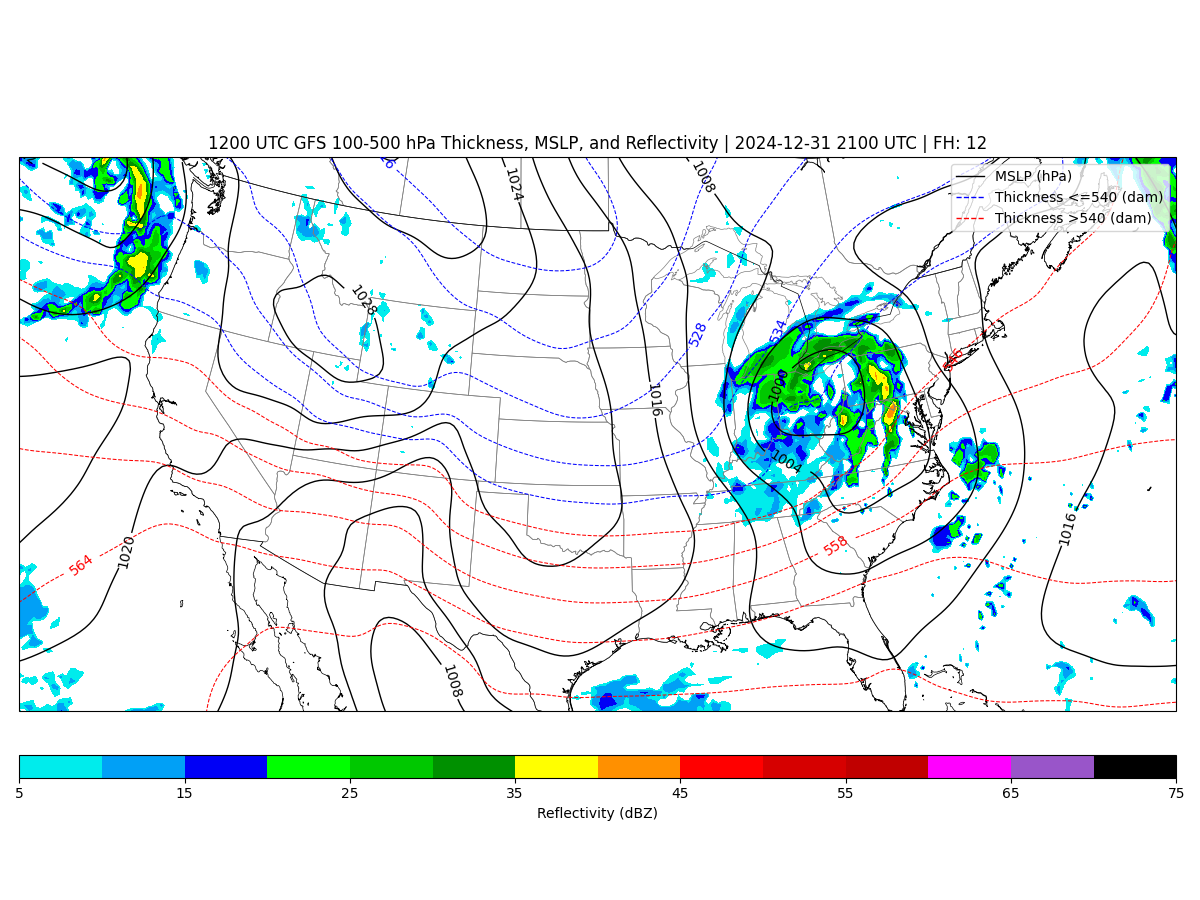 1200 UTC GFS 100-500 hPa Thickness, MSLP, and Reflectivity | 2024-12-31 2100 UTC | FH: 12
MSLP (hPa)
Thickness <=540 (dam)
Thickness >540 (dam)
1024
1008
1028
528
534
1016
1000
1004
558
1020
564
1016
1008
5 15 25 35 45 55 65 75
Reflectivity (dBZ)